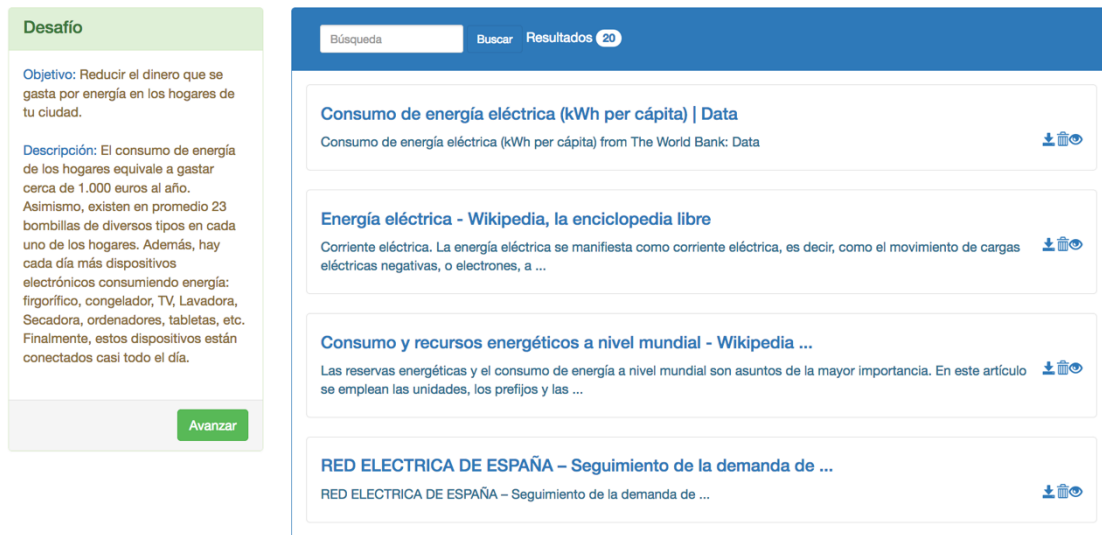 Desafío
Objetivo: Reducir el dinero que se
gasta por energía en los hogares de
tu ciudad.
Descripción: El consumo de energía
de los hogares equivale a gastar
cerca de 1.000 euros al año.
Asimismo, existen en promedio 23
bombillas de diversos tipos en cada
uno de los hogares. Además, hay
cada día más dispositivos
electrónicos consumiendo energía:
firgorífico, congelador, TV, Lavadora,
Secadora, ordenadores, tabletas, etc.
Finalmente, estos dispositivos están
conectados casi todo el día.
Avanzar
Búsqueda Buscar Resultados 20
Consumo de energía eléctrica (kWh per cápita) | Data
Consumo de energía eléctrica (kWh per cápita) from The World Bank: Data
Energía eléctrica - Wikipedia, la enciclopedia libre
Corriente eléctrica. La energía eléctrica se manifiesta como corriente eléctrica, es decir, como el movimiento de cargas
eléctricas negativas, o electrones, a ...
Consumo y recursos energéticos a nivel mundial - Wikipedia ...
Las reservas energéticas y el consumo de energía a nivel mundial son asuntos de la mayor importancia. En este artículo
se emplean las unidades, los prefijos y las ...
RED ELECTRICA DE ESPAÑA – Seguimiento de la demanda de ...
RED ELECTRICA DE ESPAÑA – Seguimiento de la demanda de ...